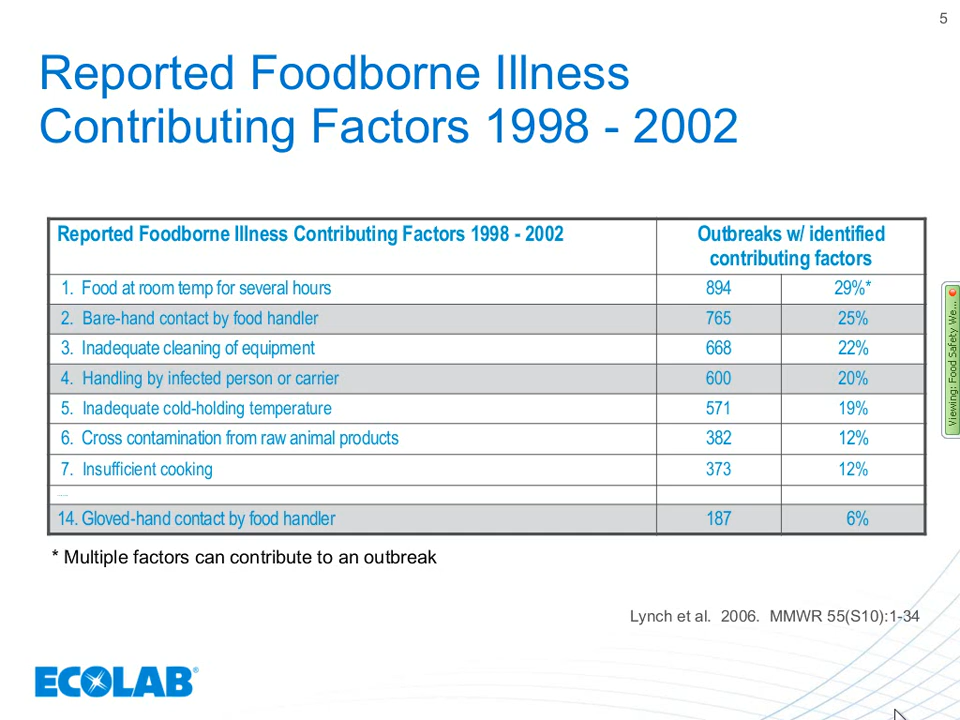 5
Reported Foodborne Illness
Contributing Factors 1998 - 2002
Reported Foodborne Illness Contributing Factors 1998 - 2002 Outbreaks w/ identified
contributing factors
1. Food at room temp for several hours 894 29%*
2. Bare-hand contact by food handler 765 25%
3. Inadequate cleaning of equipment 668 22%
4. Handling by infected person or carrier 600 20%
5. Inadequate cold-holding temperature 571 19%
6. Cross contamination from raw animal products 382 12%
7. Insufficient cooking 373 12%
.....
14. Gloved-hand contact by food handler 187 6%
* Multiple factors can contribute to an outbreak
Lynch et al. 2006. MMWR 55(S10):1-34
ECOLAB®
Viewing: Food Safety We...